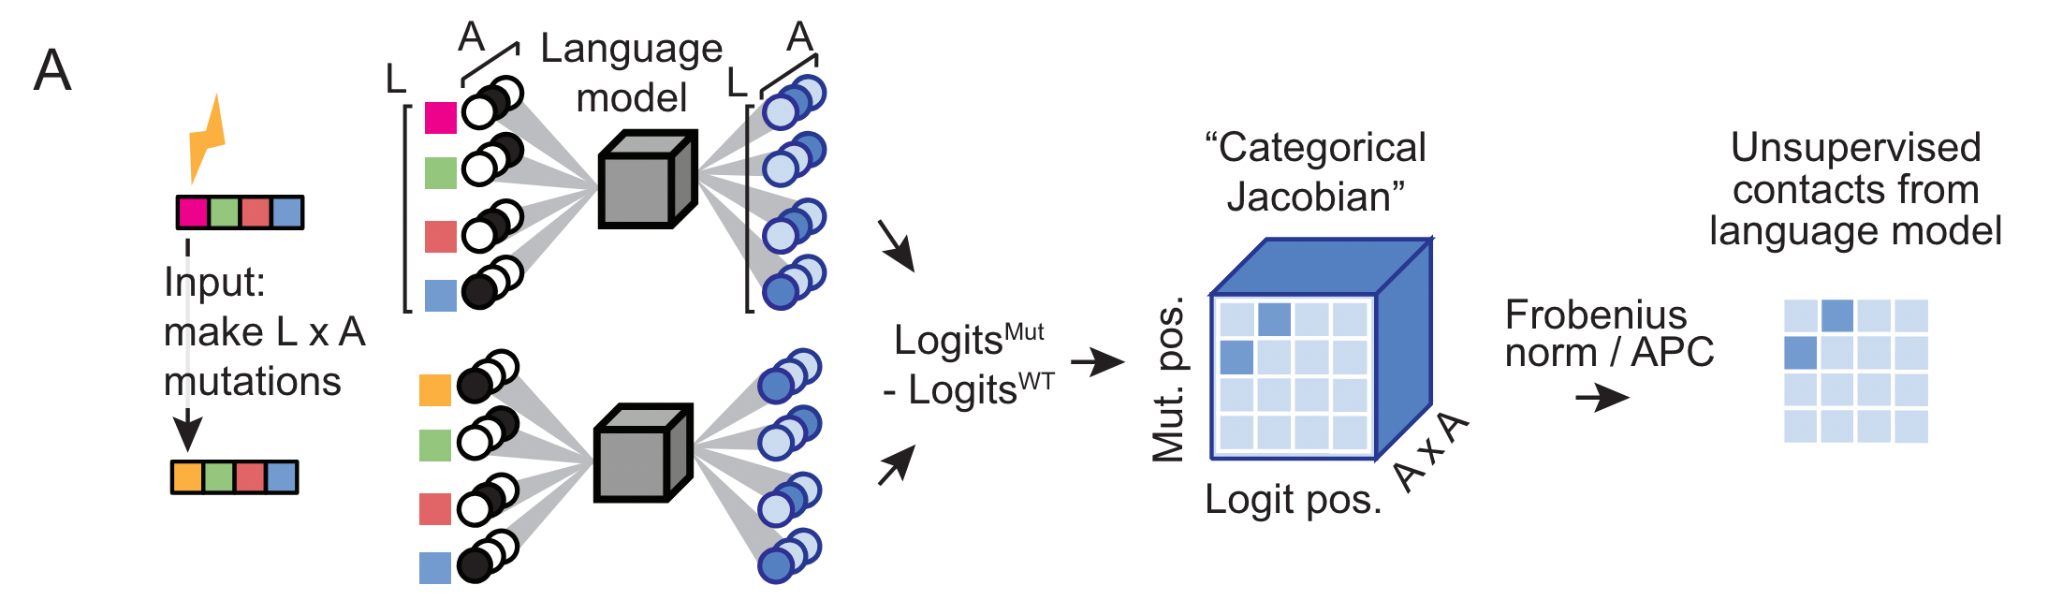 A
Input:
make L x A
mutations
L
A
Language
model
L
A
Logits^Mut
- Logits^WT
“Categorical
Jacobian”
Mut. pos.
Logit pos.
A x A
Frobenius
norm / APC
Unsupervised
contacts from
language model